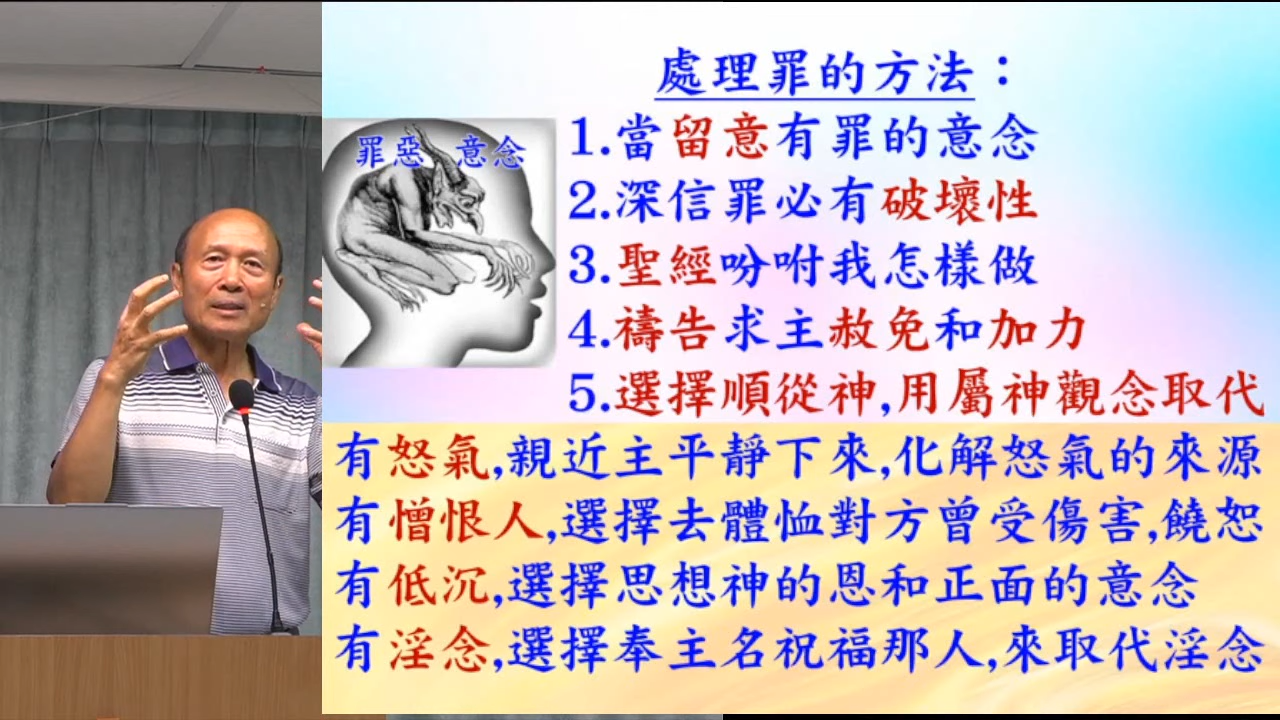 處理罪的方法：
罪惡 意念
1.當留意有罪的意念
2.深信罪必有破壞性
3.聖經吩咐我怎樣做
4.禱告求主赦免和加力
5.選擇順從神,用屬神觀念取代
有怒氣,親近主平靜下來,化解怒氣的來源
有憎恨人,選擇去體恤對方曾受傷害,饒恕
有低沉,選擇思想神的恩和正面的意念
有淫念,選擇奉主名祝福那人,來取代淫念